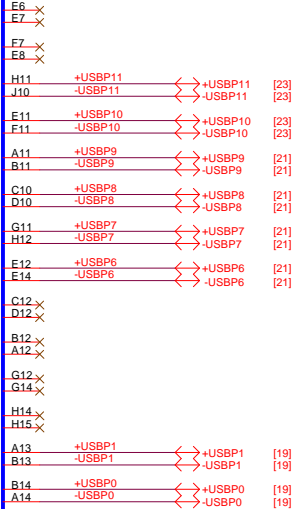 E6
E7
F7
E8
H11 +USBP11 +USBP11 [23]
J10 -USBP11 -USBP11 [23]
E11 +USBP10 +USBP10 [23]
F11 -USBP10 -USBP10 [23]
A11 +USBP9 +USBP9 [21]
B11 -USBP9 -USBP9 [21]
C10 +USBP8 +USBP8 [21]
D10 -USBP8 -USBP8 [21]
G11 +USBP7 +USBP7 [21]
H12 -USBP7 -USBP7 [21]
E12 +USBP6 +USBP6 [21]
E14 -USBP6 -USBP6 [21]
C12
D12
B12
A12
G12
G14
H14
H15
A13 +USBP1 +USBP1 [19]
B13 -USBP1 -USBP1 [19]
B14 +USBP0 +USBP0 [19]
A14 -USBP0 -USBP0 [19]